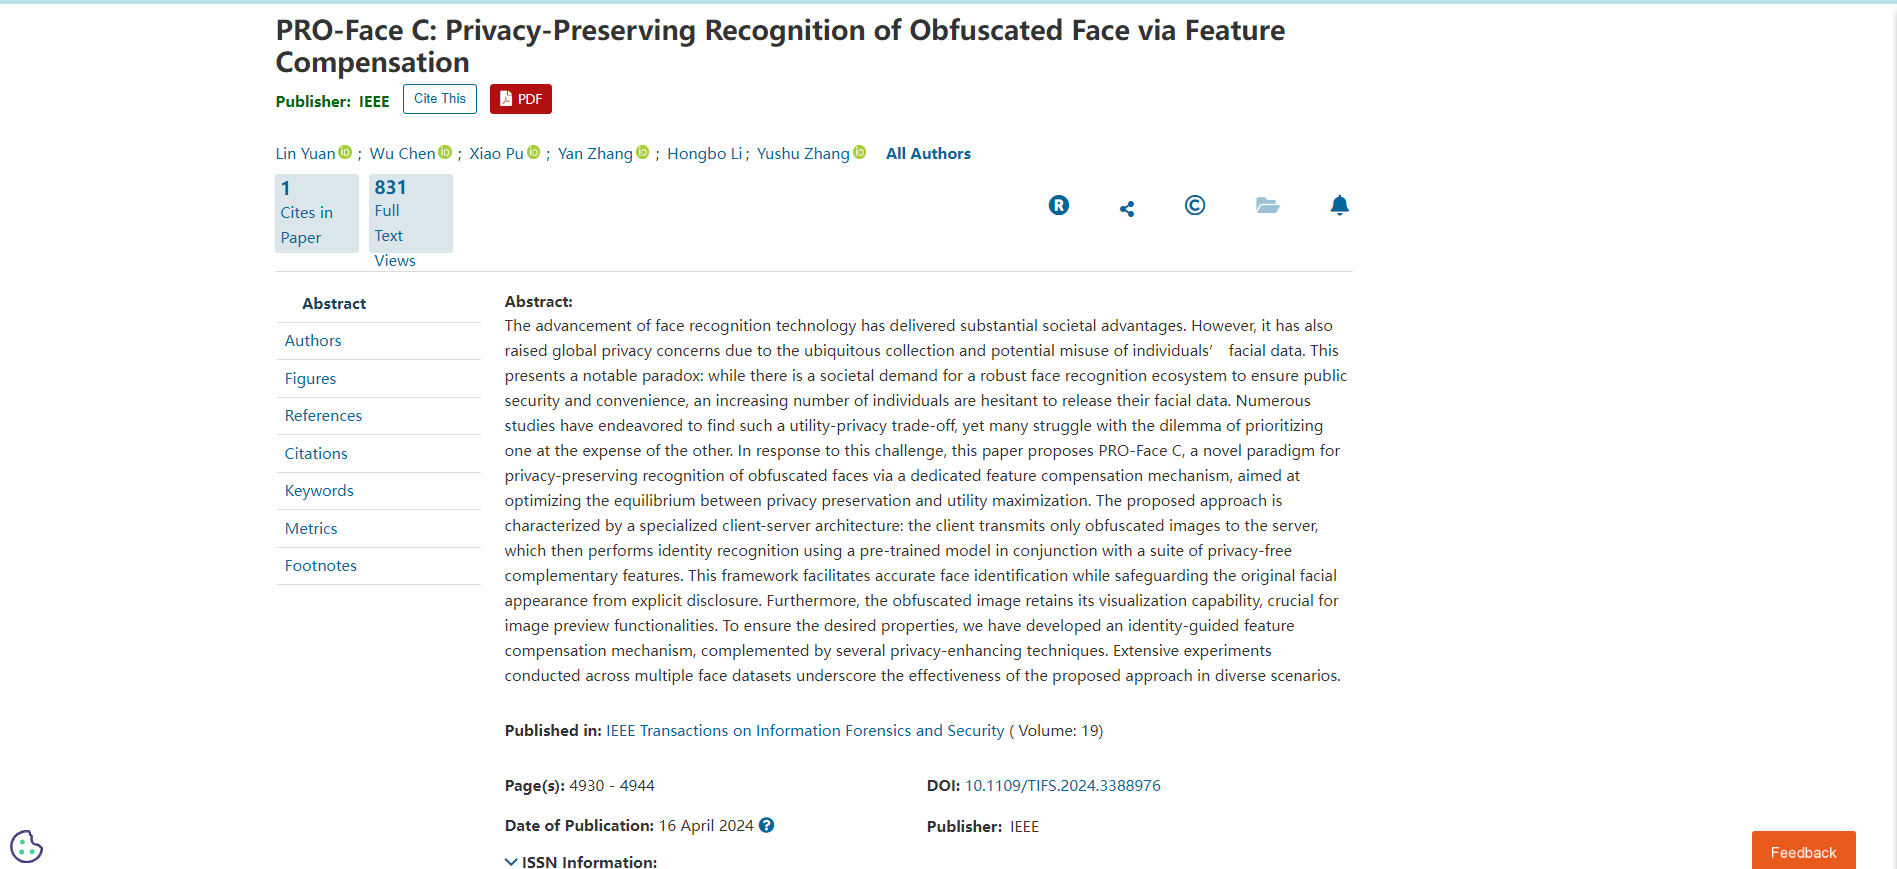 PRO-Face C: Privacy-Preserving Recognition of Obfuscated Face via Feature
Compensation
Publisher: IEEE Cite This PDF
Lin Yuan ; Wu Chen ; Xiao Pu ; Yan Zhang ; Hongbo Li ; Yushu Zhang All Authors
1
Cites in
Paper
831
Full
Text
Views
Abstract
Authors
Figures
References
Citations
Keywords
Metrics
Footnotes
Abstract:
The advancement of face recognition technology has delivered substantial societal advantages. However, it has also
raised global privacy concerns due to the ubiquitous collection and potential misuse of individuals’ facial data. This
presents a notable paradox: while there is a societal demand for a robust face recognition ecosystem to ensure public
security and convenience, an increasing number of individuals are hesitant to release their facial data. Numerous
studies have endeavored to find such a utility-privacy trade-off, yet many struggle with the dilemma of prioritizing
one at the expense of the other. In response to this challenge, this paper proposes PRO-Face C, a novel paradigm for
privacy-preserving recognition of obfuscated faces via a dedicated feature compensation mechanism, aimed at
optimizing the equilibrium between privacy preservation and utility maximization. The proposed approach is
characterized by a specialized client-server architecture: the client transmits only obfuscated images to the server,
which then performs identity recognition using a pre-trained model in conjunction with a suite of privacy-free
complementary features. This framework facilitates accurate face identification while safeguarding the original facial
appearance from explicit disclosure. Furthermore, the obfuscated image retains its visualization capability, crucial for
image preview functionalities. To ensure the desired properties, we have developed an identity-guided feature
compensation mechanism, complemented by several privacy-enhancing techniques. Extensive experiments
conducted across multiple face datasets underscore the effectiveness of the proposed approach in diverse scenarios.
Published in: IEEE Transactions on Information Forensics and Security ( Volume: 19)
Page(s): 4930 - 4944
DOI: 10.1109/TIFS.2024.3388976
Date of Publication: 16 April 2024
Publisher: IEEE
ISSN Information:
Feedback